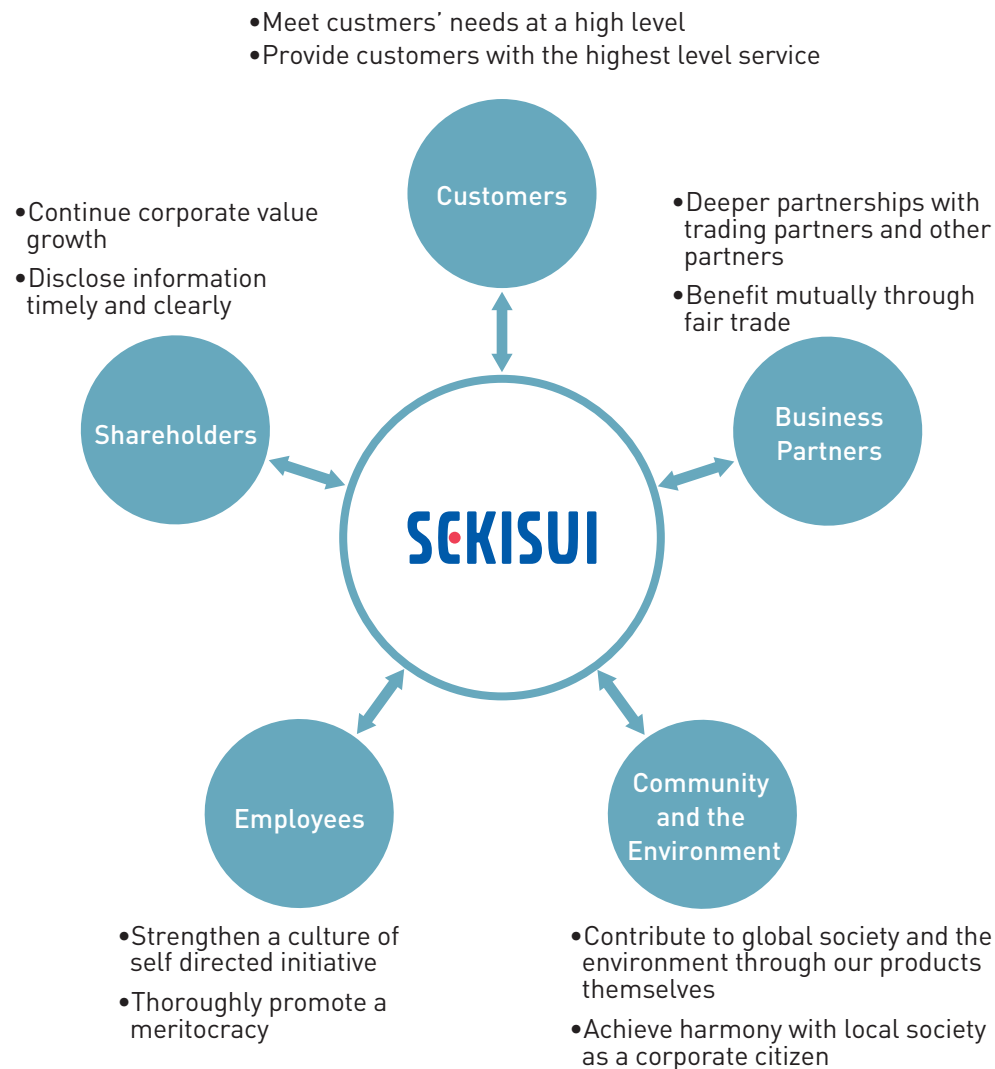 •Meet custmers’ needs at a high level
•Provide customers with the highest level service
Customers
•Continue corporate value
growth
•Disclose information
timely and clearly
Shareholders
•Deeper partnerships with
trading partners and other
partners
•Benefit mutually through
fair trade
Business
Partners
SEKISUI
Employees
•Strengthen a culture of
self directed initiative
•Thoroughly promote a
meritocracy
Community
and the
Environment
•Contribute to global society and the
environment through our products
themselves
•Achieve harmony with local society
as a corporate citizen